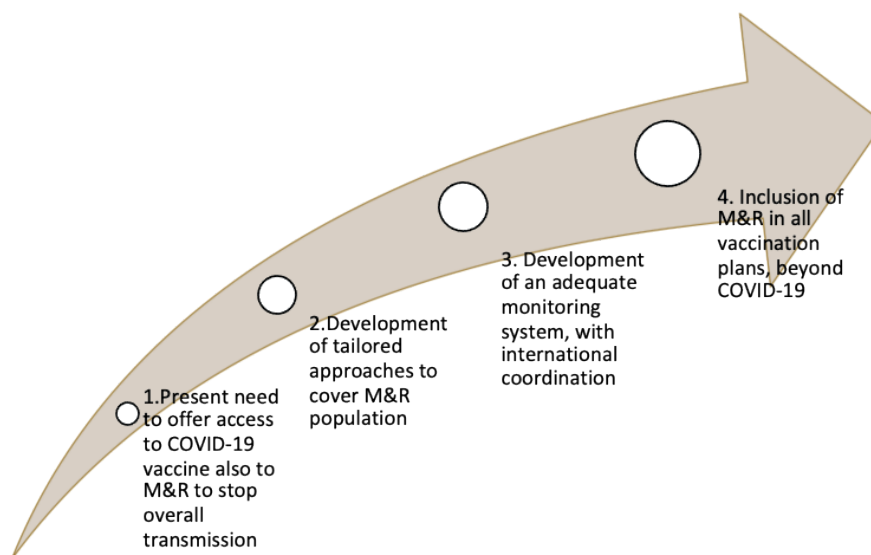 1.Present need
to offer access
to COVID-19
vaccine also to
M&R to stop
overall
transmission
2.Development
of tailored
approaches to
cover M&R
population
3. Development
of an adequate
monitoring
system, with
international
coordination
4. Inclusion of
M&R in all
vaccination
plans, beyond
COVID-19